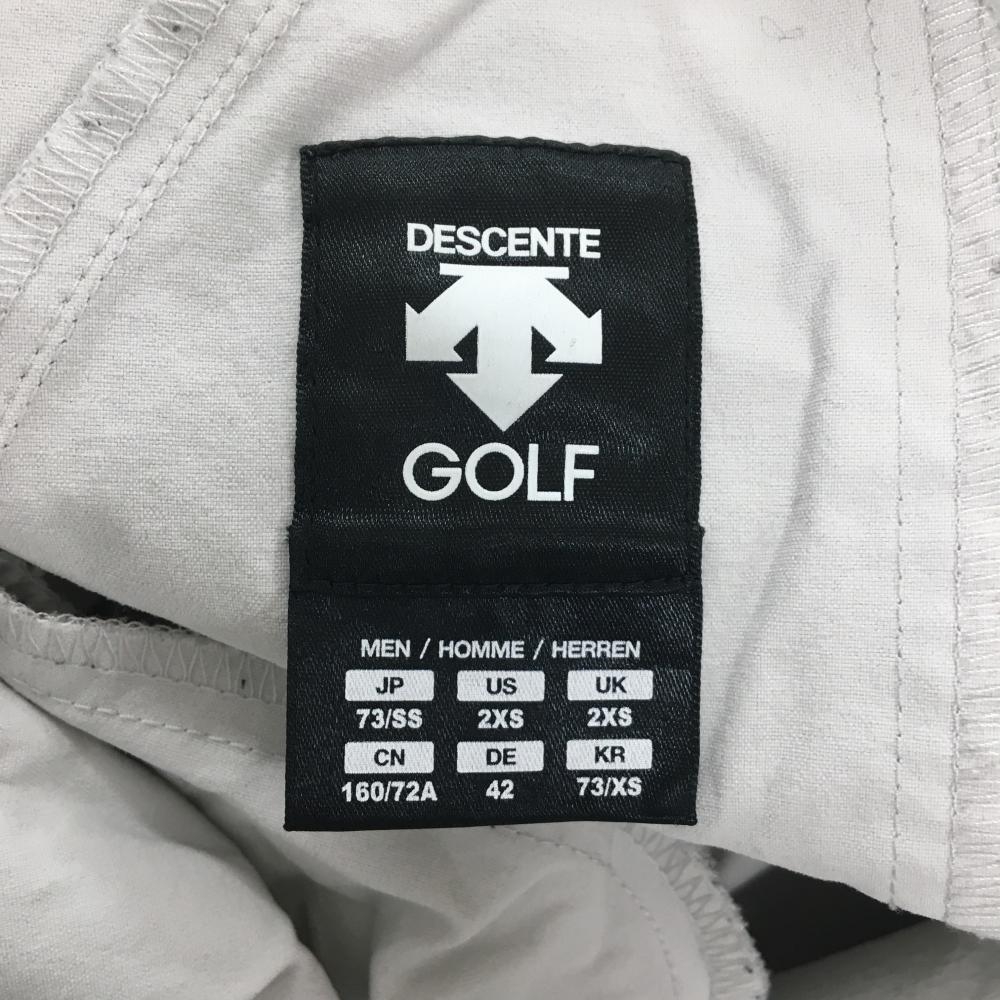 DESCENTE
GOLF
MEN / HOMME / HERREN
JP US UK
73/SS 2XS 2XS
CN DE KR
160/72A 42 73/XS